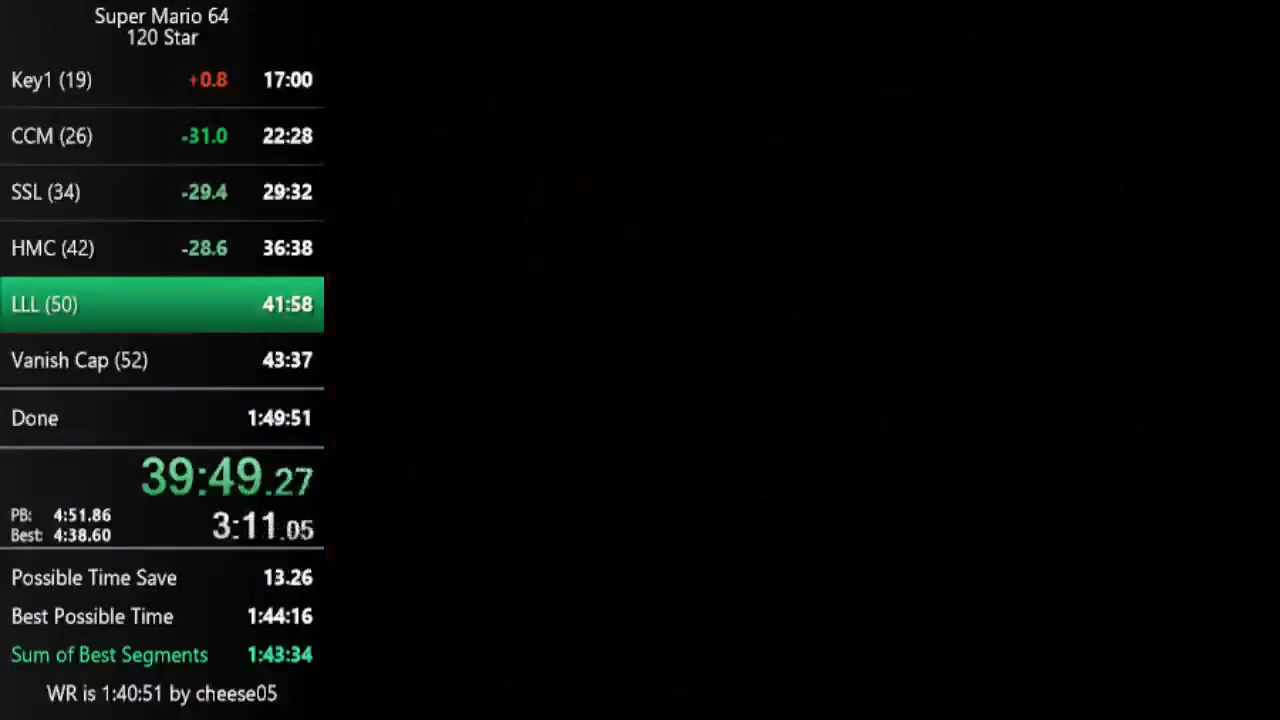 Super Mario 64
120 Star
Key1 (19) +0.8 17:00
CCM (26) -31.0 22:28
SSL (34) -29.4 29:32
HMC (42) -28.6 36:38
LLL (50) 41:58
Vanish Cap (52) 43:37
Done 1:49:51
39:49.27
PB: 4:51.86
Best: 4:38.60
3:11.05
Possible Time Save 13.26
Best Possible Time 1:44:16
Sum of Best Segments 1:43:34
WR is 1:40:51 by cheese05